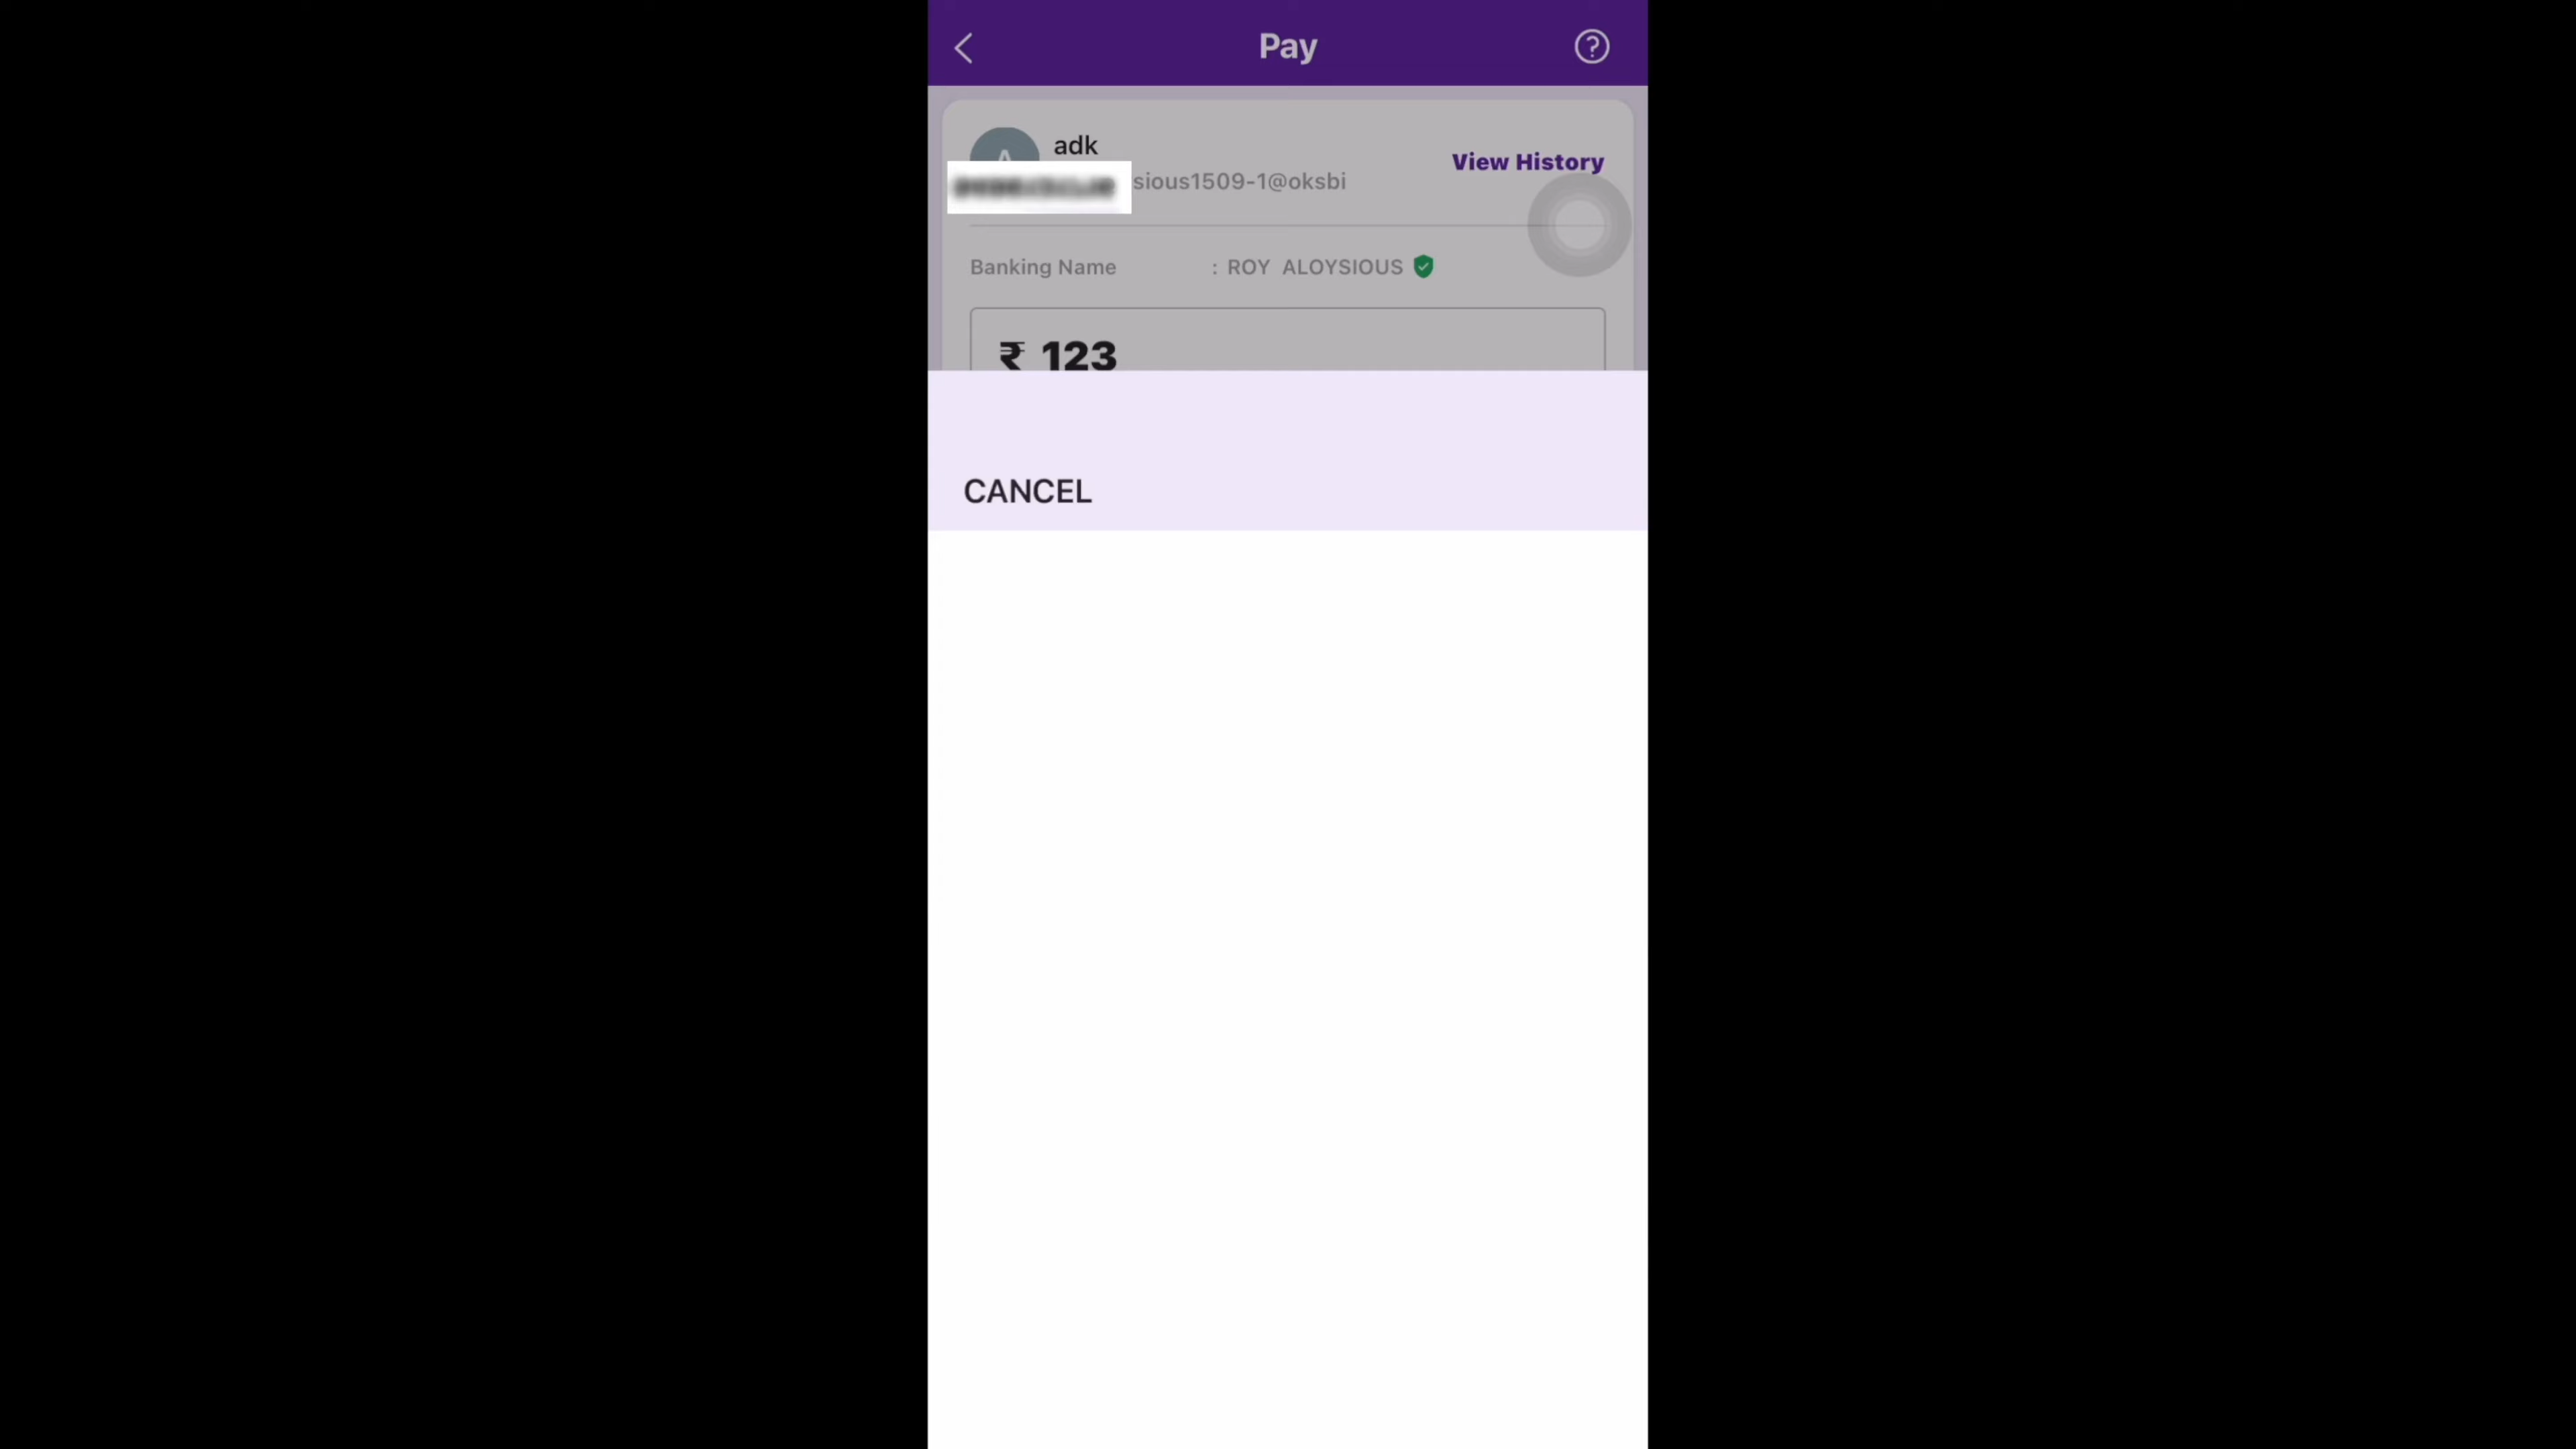 Pay
adk
View History
sious1509-1@oksbi
Banking Name : ROY ALOYSIOUS
₹ 123
CANCEL